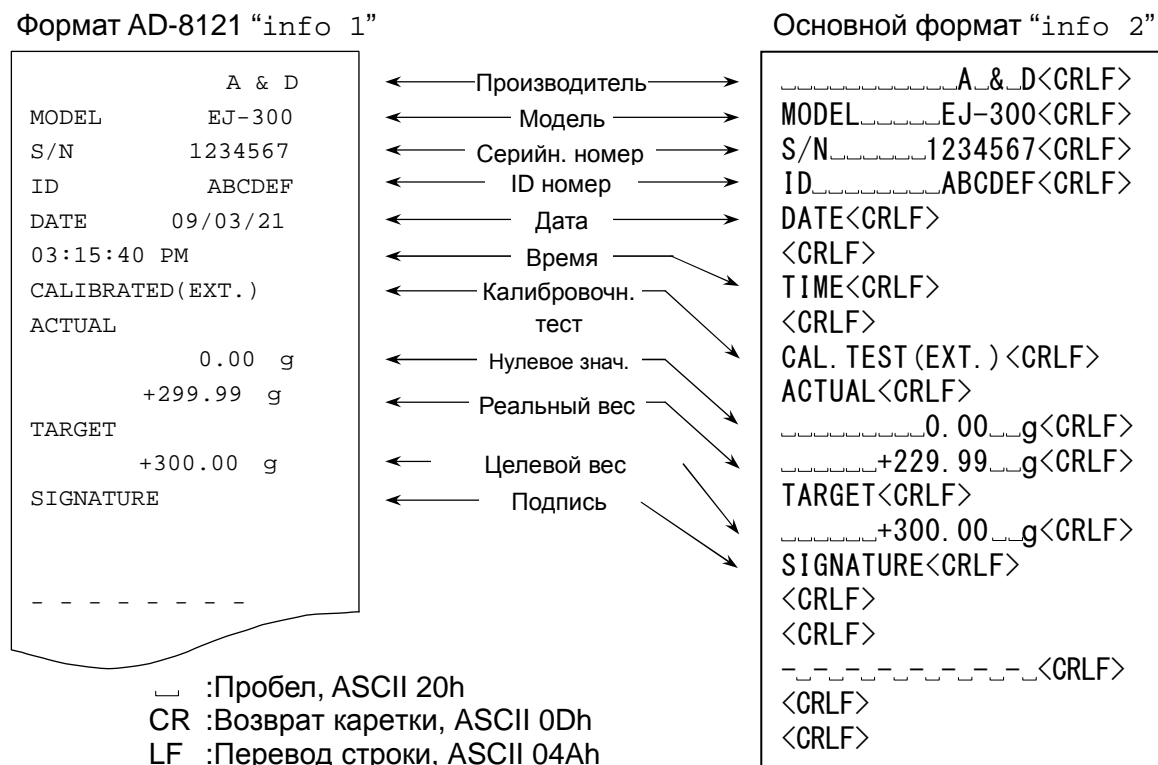 Формат AD-8121 “info 1”
A & D
MODEL EJ-300
S/N 1234567
ID ABCDEF
DATE 09/03/21
03:15:40 PM
CALIBRATED(EXT.)
ACTUAL
0.00 g
+299.99 g
TARGET
+300.00 g
SIGNATURE
- - - - - - - -
Производитель
Модель
Серийн. номер
ID номер
Дата
Время
Калибровочн.
тест
Нулевое знач.
Реальный вес
Целевой вес
Подпись
Основной формат “info 2”
␣␣␣␣␣␣␣␣␣␣␣A␣&␣D<CRLF>
MODEL␣␣␣␣␣EJ-300<CRLF>
S/N␣␣␣␣␣␣1234567<CRLF>
ID␣␣␣␣␣␣␣␣ABCDEF<CRLF>
DATE<CRLF>
<CRLF>
TIME<CRLF>
<CRLF>
CAL.TEST(EXT.)<CRLF>
ACTUAL<CRLF>
␣␣␣␣␣␣␣␣␣0.00␣␣g<CRLF>
␣␣␣␣␣␣+229.99␣␣g<CRLF>
TARGET<CRLF>
␣␣␣␣␣␣+300.00␣␣g<CRLF>
SIGNATURE<CRLF>
<CRLF>
<CRLF>
-␣-␣-␣-␣-␣-␣-␣-␣<CRLF>
<CRLF>
<CRLF>
␣ :Пробел, ASCII 20h
CR :Возврат каретки, ASCII 0Dh
LF :Перевод строки, ASCII 04Ah